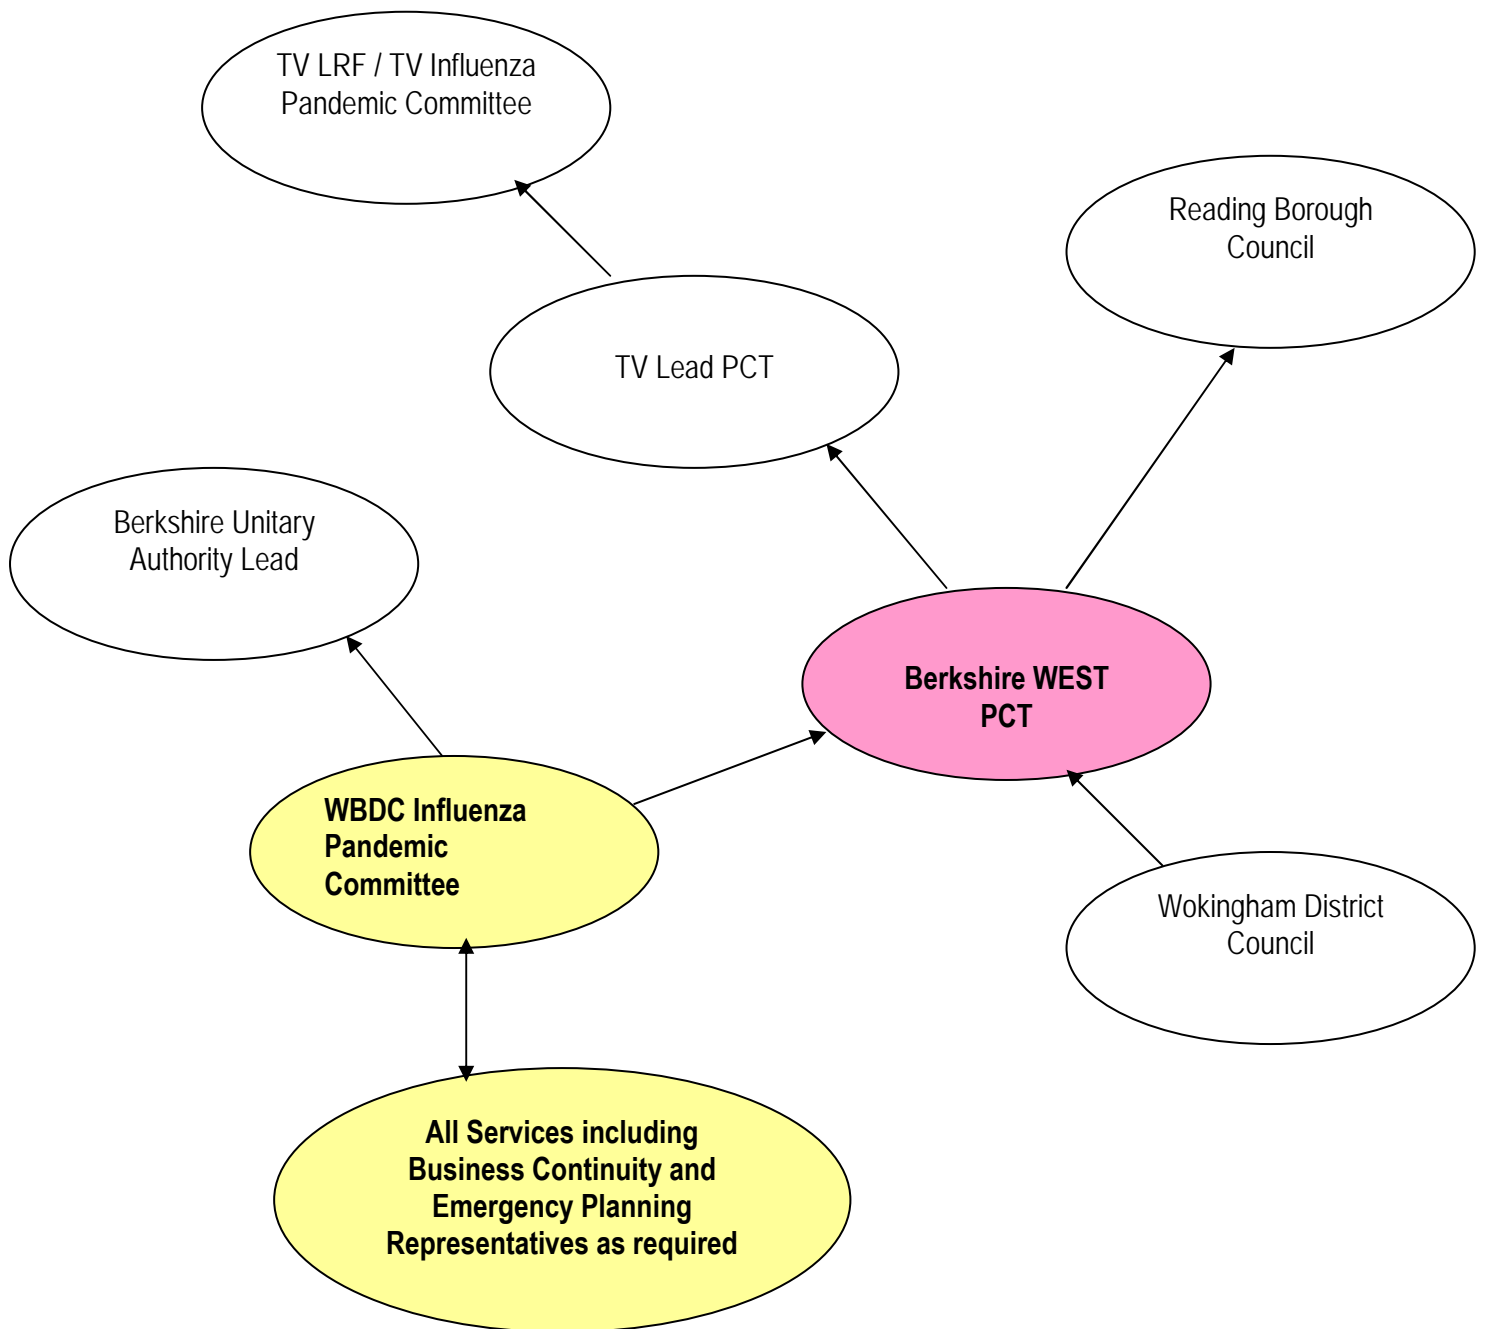 TV LRF / TV Influenza
Pandemic Committee
Reading Borough
Council
TV Lead PCT
Berkshire Unitary
Authority Lead
Berkshire WEST
PCT
WBDC Influenza
Pandemic
Committee
Wokingham District
Council
All Services including
Business Continuity and
Emergency Planning
Representatives as required